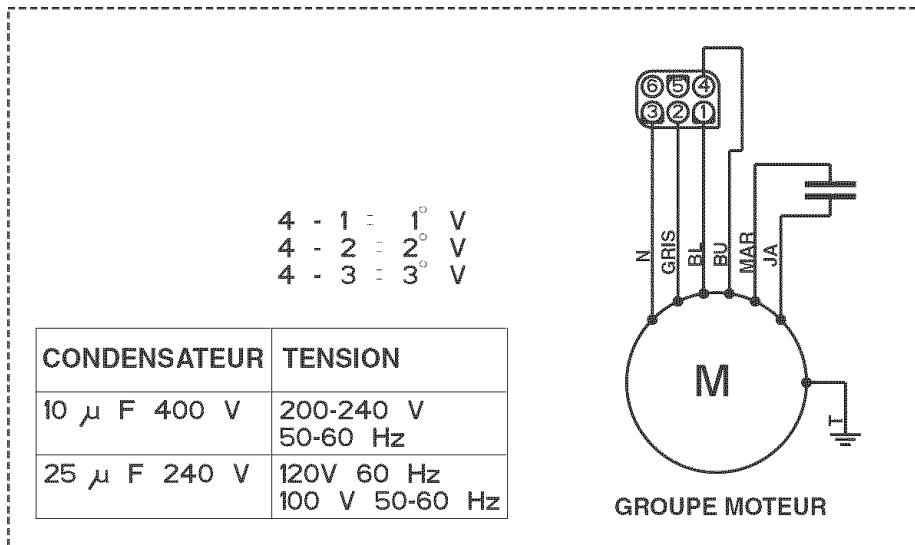 6 5 4
3 2 1
4 - 1 = 1° V
4 - 2 = 2° V
4 - 3 = 3° V
N
GRIS
BL
BU
MAR
JA
CONDENSATEUR TENSION
10 µ F 400 V 200-240 V
50-60 Hz
25 µ F 240 V 120V 60 Hz
100 V 50-60 Hz
M
T
GROUPE MOTEUR